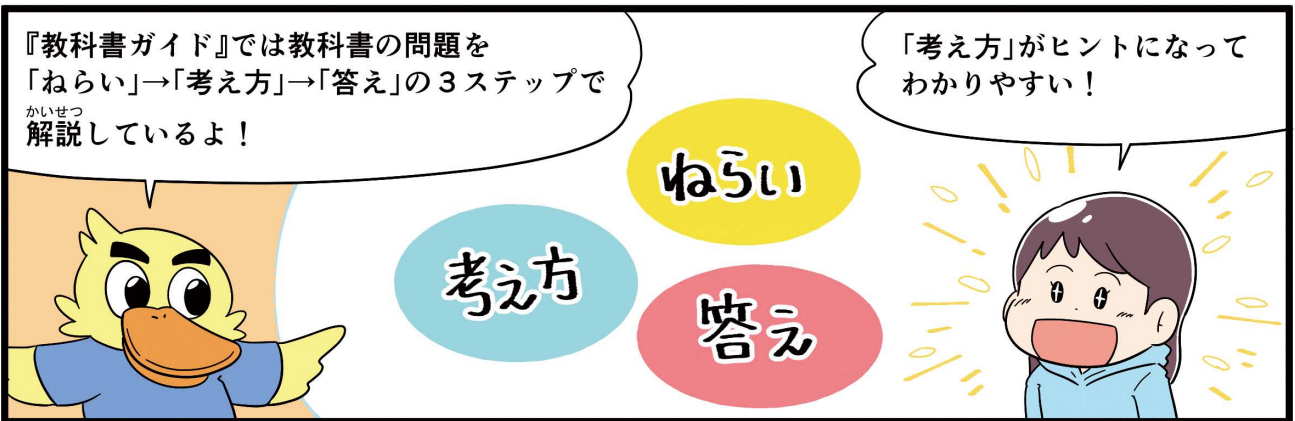 『教科書ガイド』では教科書の問題を
「ねらい」→「考え方」→「答え」の3ステップで
かいせつ
解説しているよ！
「考え方」がヒントになって
わかりやすい！
ねらい
考え方
答え